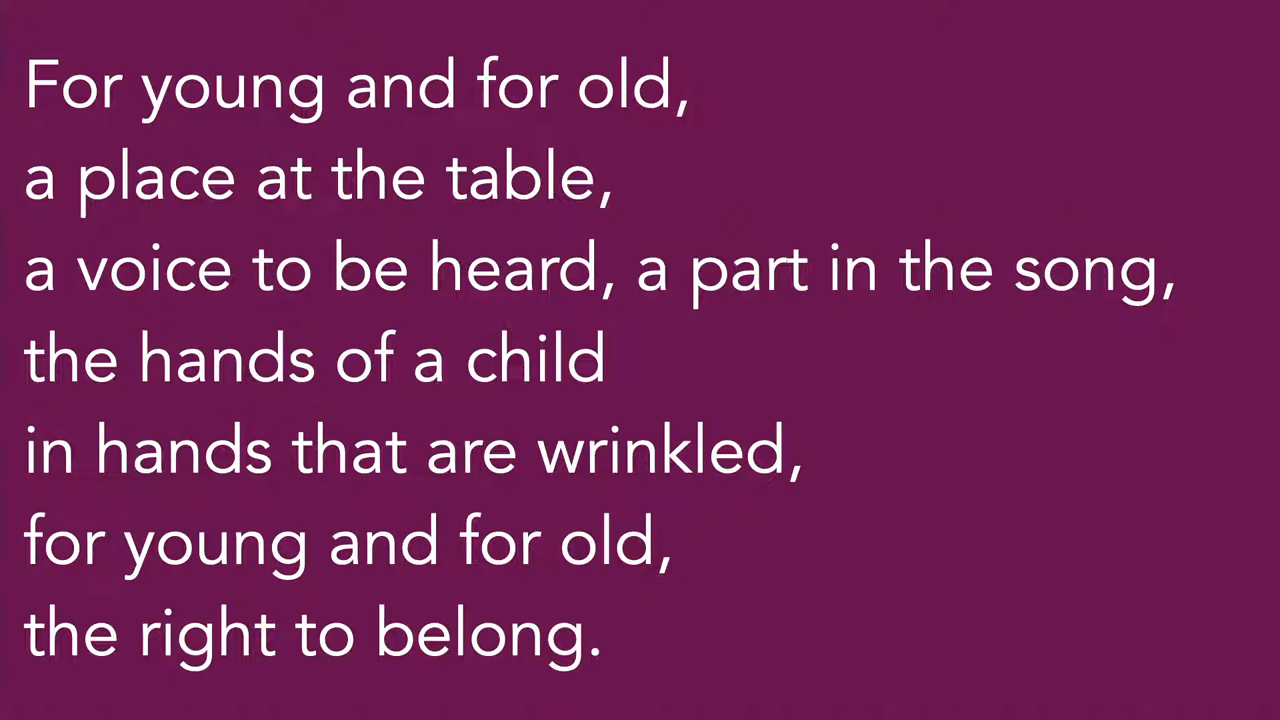 For young and for old,
a place at the table,
a voice to be heard, a part in the song,
the hands of a child
in hands that are wrinkled,
for young and for old,
the right to belong.